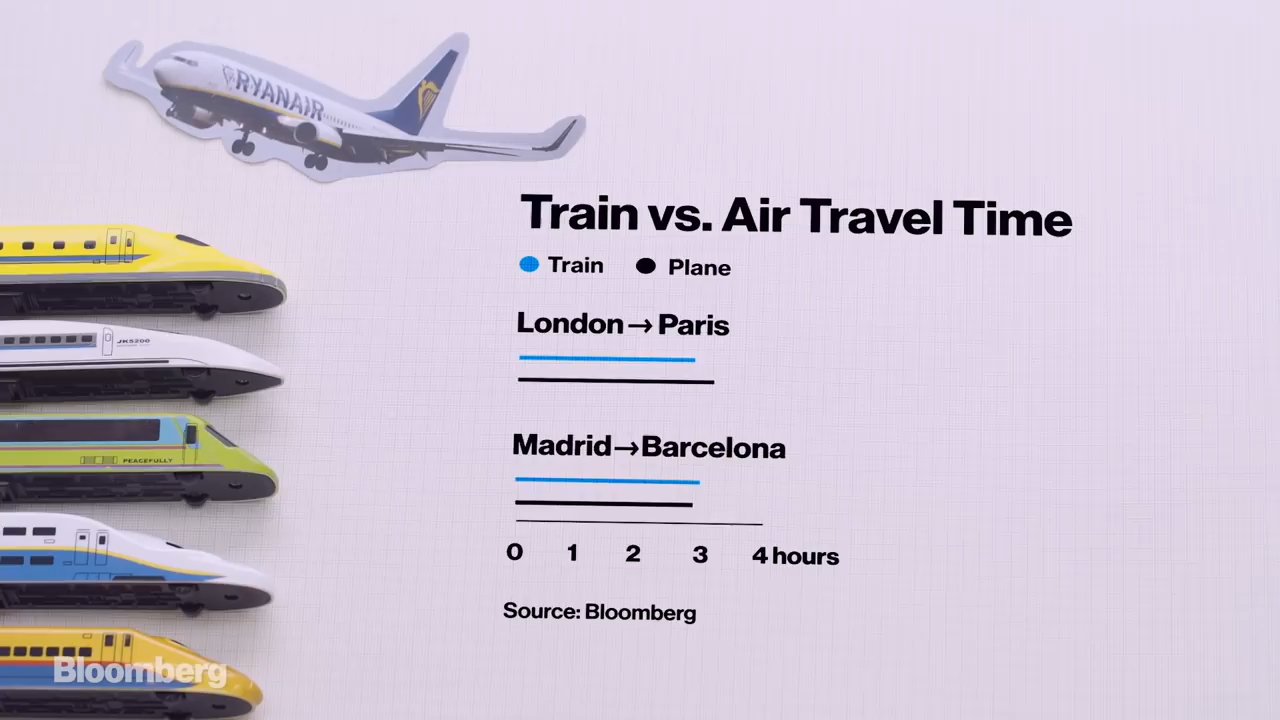 RYANAIR
Train vs. Air Travel Time
Train Plane
London→Paris
JK5200
Madrid→Barcelona
PEACEFULLY
0 1 2 3 4 hours
Source: Bloomberg
Bloomberg